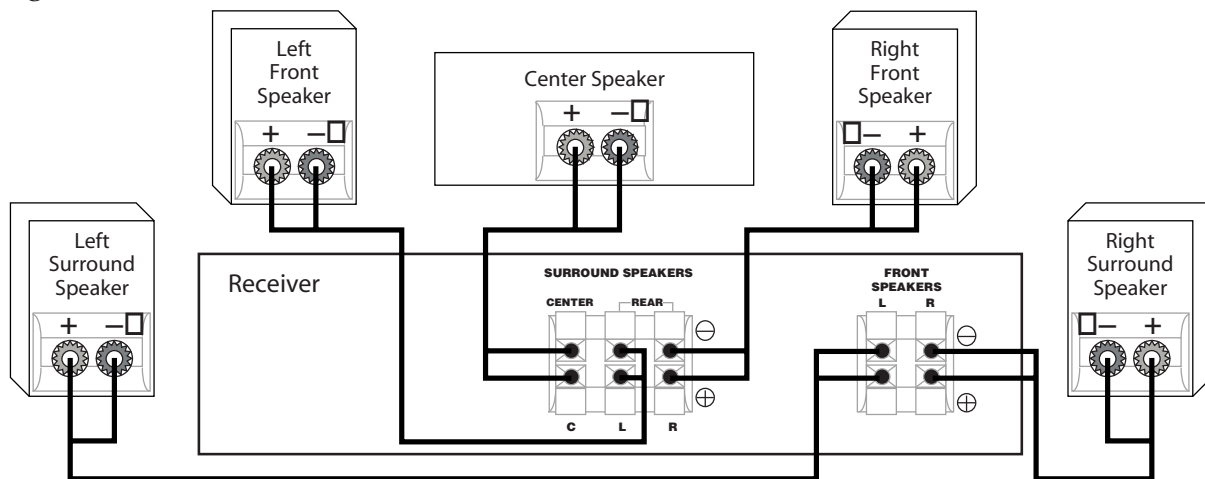 Left
Front
Speaker
+ −
Center Speaker
+ −
Right
Front
Speaker
− +
Left
Surround
Speaker
+ −
Receiver
SURROUND SPEAKERS
CENTER REAR
C L R
FRONT
SPEAKERS
L R
⊖
⊕
⊖
⊕
Right
Surround
Speaker
− +